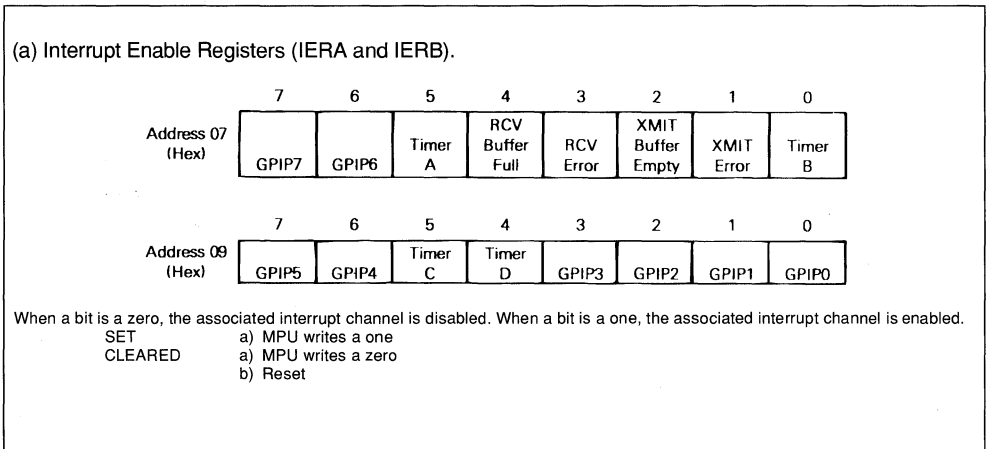 (a) Interrupt Enable Registers (IERA and IERB).
7 6 5 4 3 2 1 0
Address 07 (Hex)
GPIP7
GPIP6
Timer A
RCV Buffer Full
RCV Error
XMIT Buffer Empty
XMIT Error
Timer B
7 6 5 4 3 2 1 0
Address 09 (Hex)
GPIP5
GPIP4
Timer C
Timer D
GPIP3
GPIP2
GPIP1
GPIP0
When a bit is a zero, the associated interrupt channel is disabled. When a bit is a one, the associated interrupt channel is enabled.
SET a) MPU writes a one
CLEARED a) MPU writes a zero
b) Reset